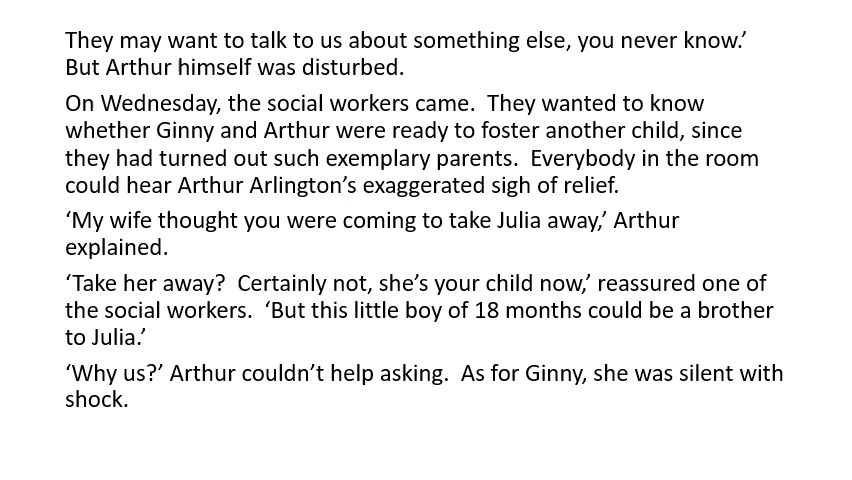 They may want to talk to us about something else, you never know.’
But Arthur himself was disturbed.
On Wednesday, the social workers came.  They wanted to know
whether Ginny and Arthur were ready to foster another child, since
they had turned out such exemplary parents.  Everybody in the room
could hear Arthur Arlington’s exaggerated sigh of relief.
‘My wife thought you were coming to take Julia away,’ Arthur
explained.
‘Take her away?  Certainly not, she’s your child now,’ reassured one of
the social workers.  ‘But this little boy of 18 months could be a brother
to Julia.’
‘Why us?’ Arthur couldn’t help asking.  As for Ginny, she was silent with
shock.